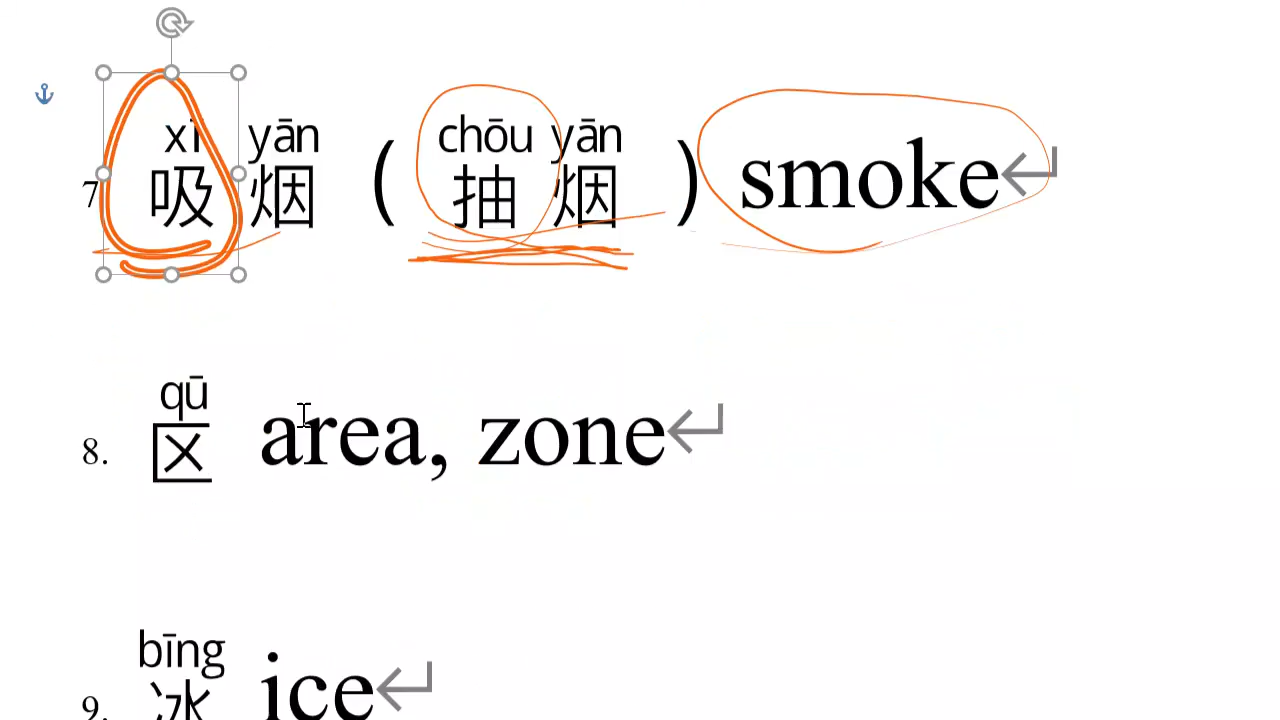 xī yān chōu yān
7 吸烟（抽烟）smoke
qū
8. 区 area, zone
bīng
9. 冰 ice